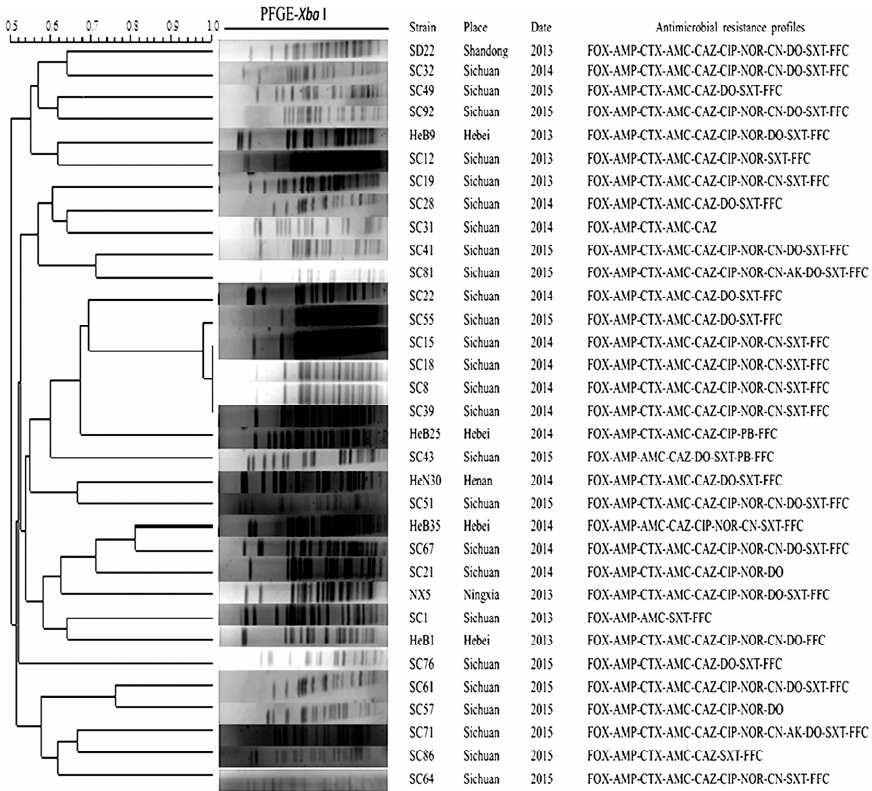 PFGE-Xba I
0.5 0.6 0.7 0.8 0.9 1.0
Strain Place Date Antimicrobial resistance profiles
SD22 Shandong 2013 FOX-AMP-CTX-AMC-CAZ-CIP-NOR-CN-DO-SXT-FFC
SC32 Sichuan 2014 FOX-AMP-CTX-AMC-CAZ-CIP-NOR-CN-DO-SXT-FFC
SC49 Sichuan 2015 FOX-AMP-CTX-AMC-CAZ-DO-SXT-FFC
SC92 Sichuan 2015 FOX-AMP-CTX-AMC-CAZ-CIP-NOR-CN-DO-SXT-FFC
HeB9 Hebei 2013 FOX-AMP-CTX-AMC-CAZ-CIP-NOR-DO-SXT-FFC
SC12 Sichuan 2013 FOX-AMP-CTX-AMC-CAZ-CIP-NOR-SXT-FFC
SC19 Sichuan 2013 FOX-AMP-CTX-AMC-CAZ-CIP-NOR-CN-SXT-FFC
SC28 Sichuan 2014 FOX-AMP-CTX-AMC-CAZ-DO-SXT-FFC
SC31 Sichuan 2014 FOX-AMP-CTX-AMC-CAZ
SC41 Sichuan 2015 FOX-AMP-CTX-AMC-CAZ-CIP-NOR-CN-DO-SXT-FFC
SC81 Sichuan 2015 FOX-AMP-CTX-AMC-CAZ-CIP-NOR-CN-AK-DO-SXT-FFC
SC22 Sichuan 2014 FOX-AMP-CTX-AMC-CAZ-DO-SXT-FFC
SC55 Sichuan 2015 FOX-AMP-CTX-AMC-CAZ-DO-SXT-FFC
SC15 Sichuan 2014 FOX-AMP-CTX-AMC-CAZ-CIP-NOR-CN-SXT-FFC
SC18 Sichuan 2014 FOX-AMP-CTX-AMC-CAZ-CIP-NOR-CN-SXT-FFC
SC8 Sichuan 2014 FOX-AMP-CTX-AMC-CAZ-CIP-NOR-CN-SXT-FFC
SC39 Sichuan 2014 FOX-AMP-CTX-AMC-CAZ-CIP-NOR-CN-SXT-FFC
HeB25 Hebei 2014 FOX-AMP-CTX-AMC-CAZ-CIP-PB-FFC
SC43 Sichuan 2015 FOX-AMP-AMC-CAZ-DO-SXT-PB-FFC
HeN30 Henan 2014 FOX-AMP-CTX-AMC-CAZ-DO-SXT-FFC
SC51 Sichuan 2015 FOX-AMP-CTX-AMC-CAZ-CIP-NOR-CN-DO-SXT-FFC
HeB35 Hebei 2014 FOX-AMP-AMC-CAZ-CIP-NOR-CN-SXT-FFC
SC67 Sichuan 2014 FOX-AMP-CTX-AMC-CAZ-CIP-NOR-CN-DO-SXT-FFC
SC21 Sichuan 2014 FOX-AMP-CTX-AMC-CAZ-CIP-NOR-DO
NX5 Ningxia 2013 FOX-AMP-CTX-AMC-CAZ-CIP-NOR-DO-SXT-FFC
SC1 Sichuan 2013 FOX-AMP-AMC-SXT-FFC
HeB1 Hebei 2013 FOX-AMP-CTX-AMC-CAZ-CIP-NOR-CN-DO-FFC
SC76 Sichuan 2015 FOX-AMP-CTX-AMC-CAZ-DO-SXT-FFC
SC61 Sichuan 2015 FOX-AMP-CTX-AMC-CAZ-CIP-NOR-CN-DO-SXT-FFC
SC57 Sichuan 2015 FOX-AMP-CTX-AMC-CAZ-CIP-NOR-DO
SC71 Sichuan 2015 FOX-AMP-CTX-AMC-CAZ-CIP-NOR-CN-AK-DO-SXT-FFC
SC86 Sichuan 2015 FOX-AMP-CTX-AMC-CAZ-SXT-FFC
SC64 Sichuan 2015 FOX-AMP-CTX-AMC-CAZ-CIP-NOR-CN-SXT-FFC